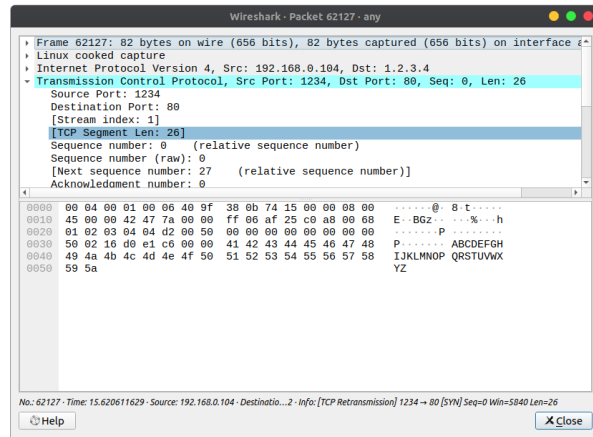 Wireshark · Packet 62127 · any
Frame 62127: 82 bytes on wire (656 bits), 82 bytes captured (656 bits) on interface
Linux cooked capture
Internet Protocol Version 4, Src: 192.168.0.104, Dst: 1.2.3.4
Transmission Control Protocol, Src Port: 1234, Dst Port: 80, Seq: 0, Len: 26
Source Port: 1234
Destination Port: 80
[Stream index: 1]
[TCP Segment Len: 26]
Sequence number: 0    (relative sequence number)
Sequence number (raw): 0
[Next sequence number: 27    (relative sequence number)]
Acknowledgment number: 0
0000  00 04 00 01 00 06 40 9f  38 0b 74 15 00 00 08 00   ······@· 8·t·····
0010  45 00 00 42 47 7a 00 00  ff 06 af 25 c0 a8 00 68   E··BGz·· ···%···h
0020  01 02 03 04 04 d2 00 50  00 00 00 00 00 00 00 00   ·······P ········
0030  50 02 16 d0 e1 c6 00 00  41 42 43 44 45 46 47 48   P······· ABCDEFGH
0040  49 4a 4b 4c 4d 4e 4f 50  51 52 53 54 55 56 57 58   IJKLMNOP QRSTUVWX
0050  59 5a   YZ
No.: 62127 · Time: 15.620611629 · Source: 192.168.0.104 · Destinatio…2 · Info: [TCP Retransmission] 1234 → 80 [SYN] Seq=0 Win=5840 Len=26
Help
Close